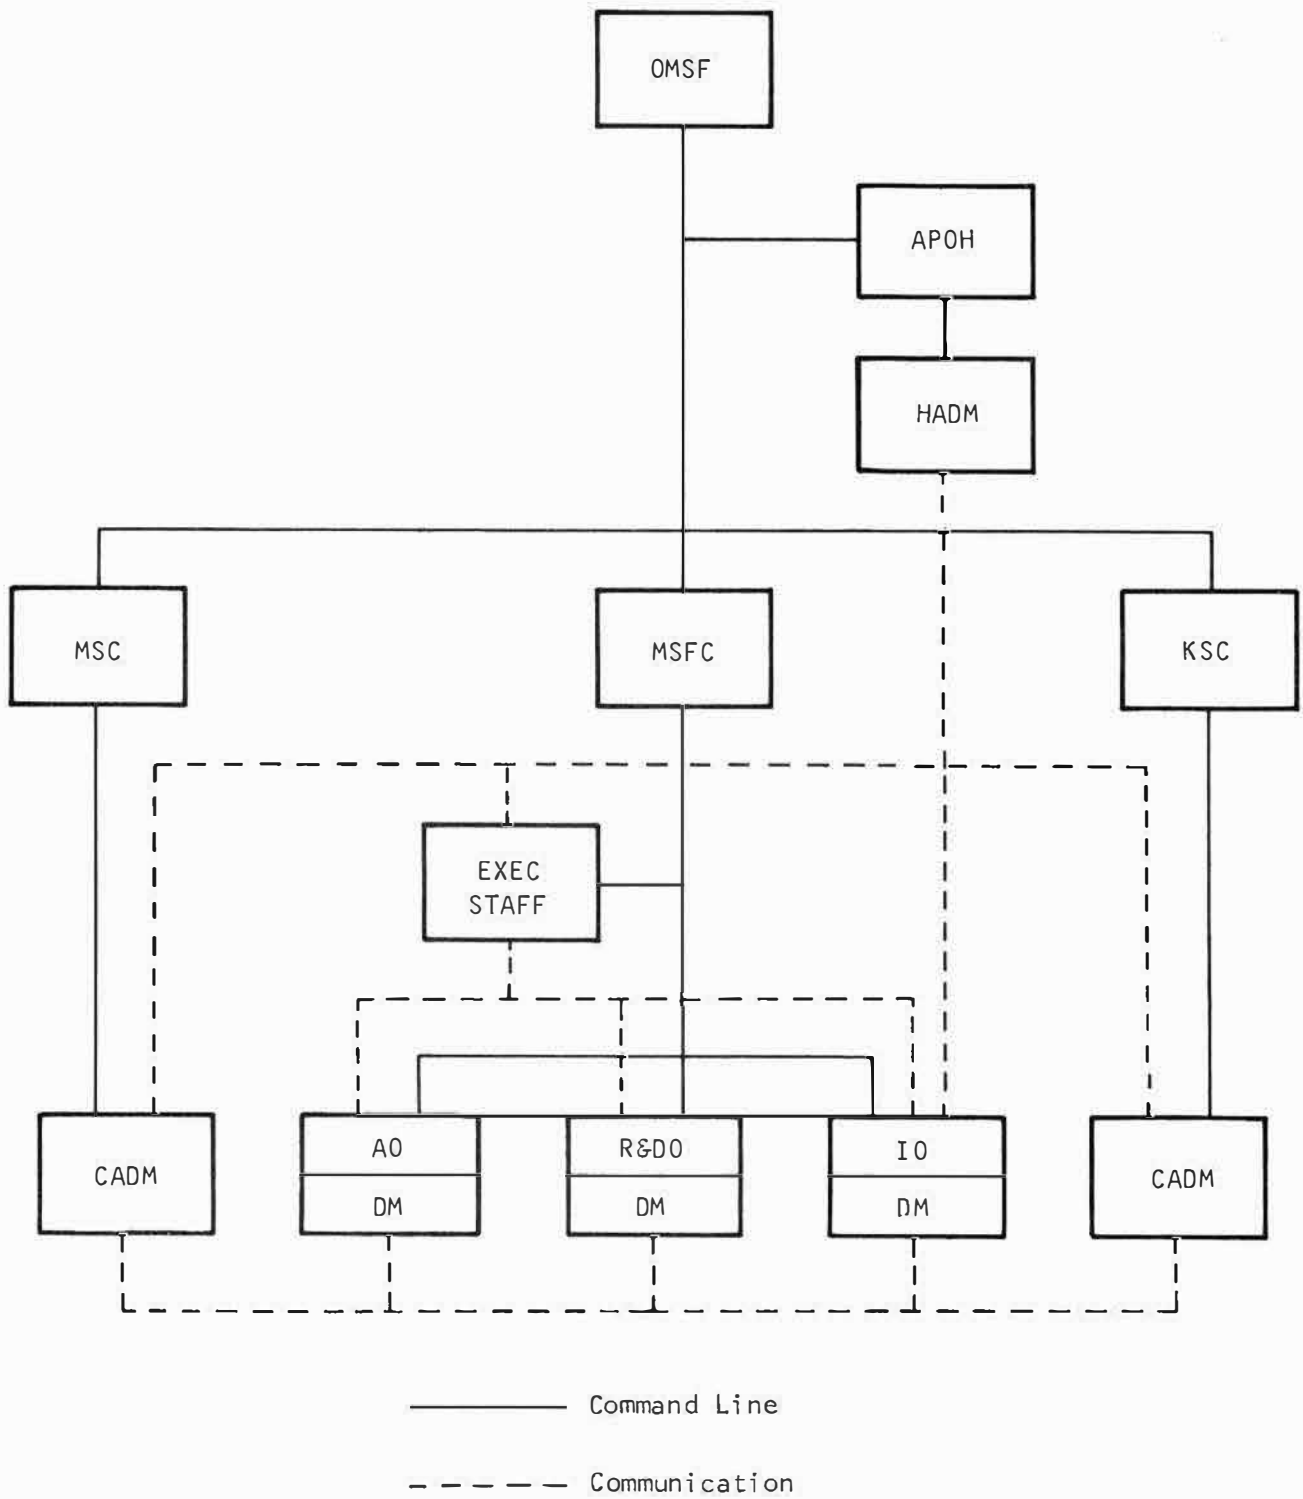 OMSF
APOH
HADM
MSC
MSFC
KSC
EXEC
STAFF
CADM
AO
DM
R&DO
DM
IO
DM
CADM
Command Line
Communication